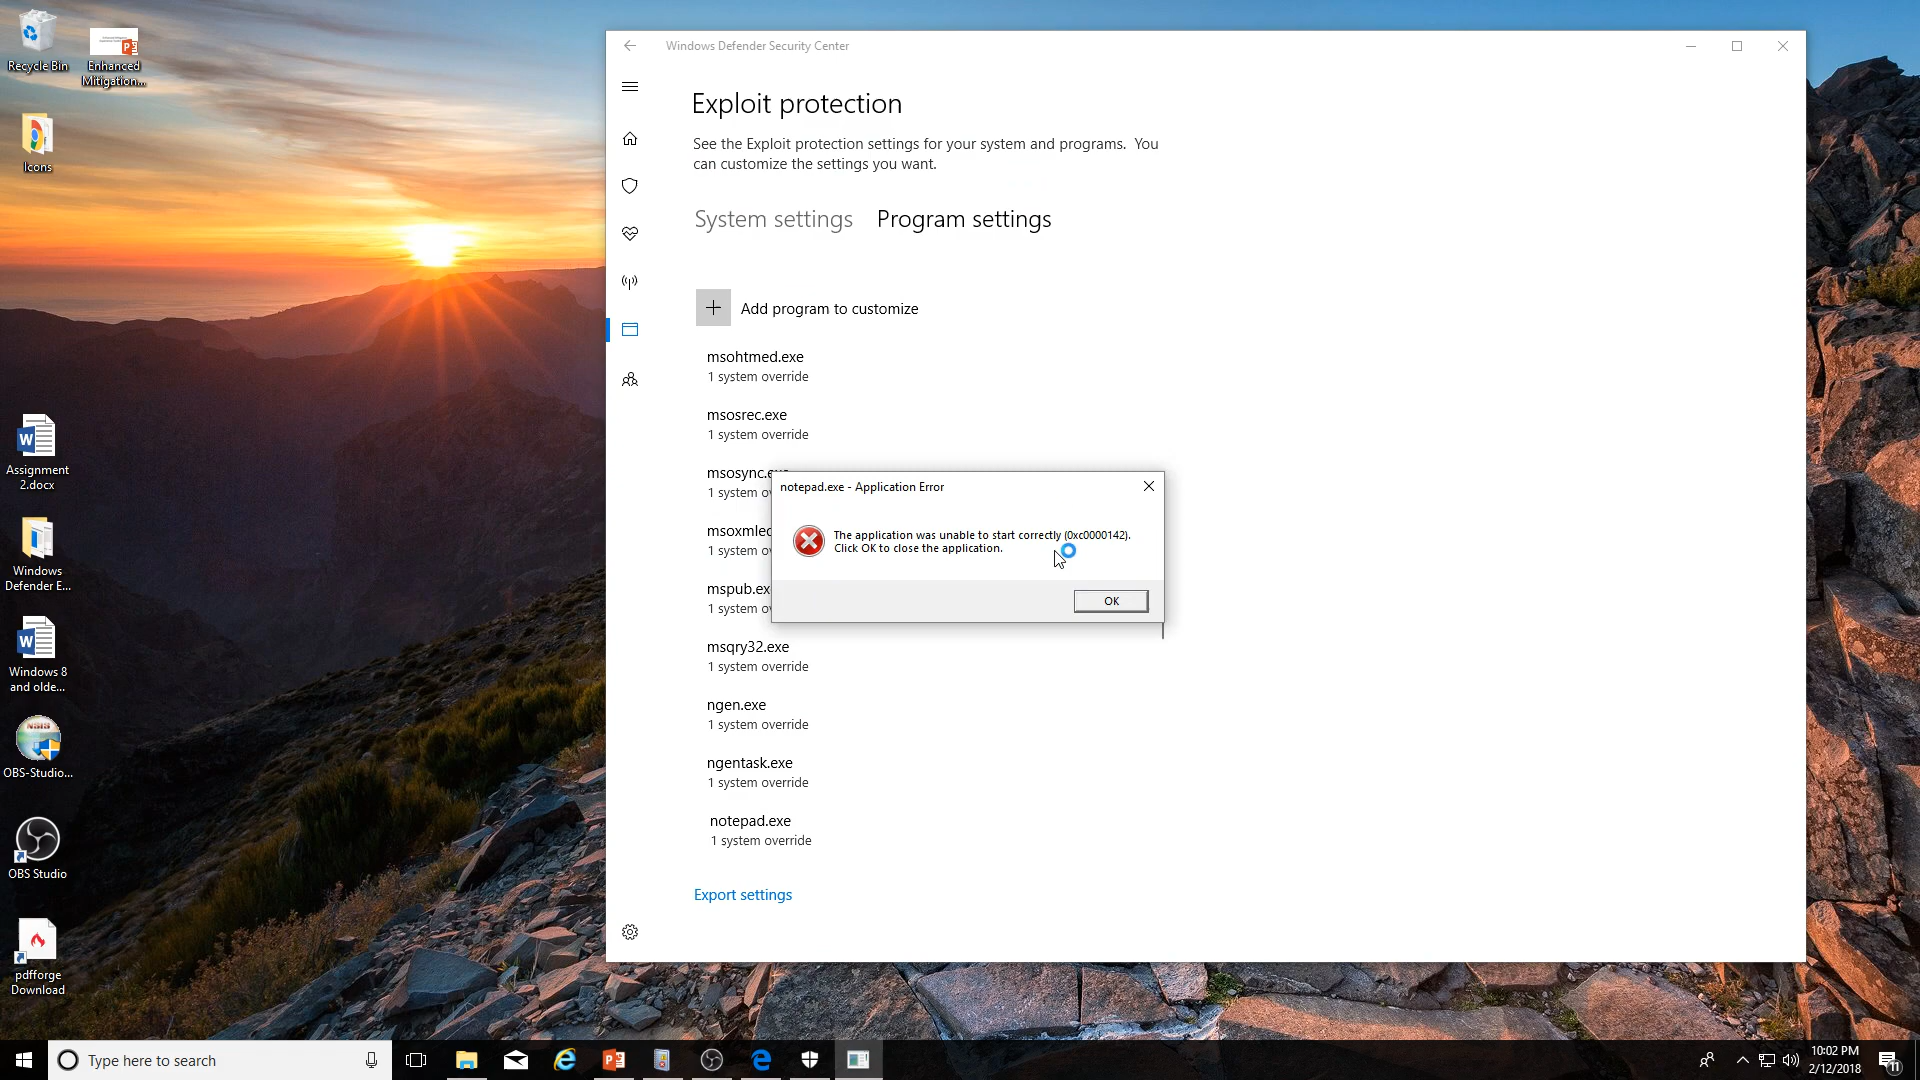 Recycle Bin
Enhanced
Mitigation...
Icons
Assignment
2.docx
Windows
Defender E...
Windows 8
and olde...
NSIS
OBS-Studio...
OBS Studio
pdfforge
Download
Windows Defender Security Center
Exploit protection
See the Exploit protection settings for your system and programs.  You
can customize the settings you want.
System settings
Program settings
Add program to customize
msohtmed.exe
1 system override
msosrec.exe
1 system override
msosync.exe
1 system ov
msoxmled
1 system ov
mspub.exe
1 system ov
msqry32.exe
1 system override
ngen.exe
1 system override
ngentask.exe
1 system override
notepad.exe
1 system override
Export settings
notepad.exe - Application Error
The application was unable to start correctly (0xc0000142).
Click OK to close the application.
OK
Type here to search
10:02 PM
2/12/2018
11